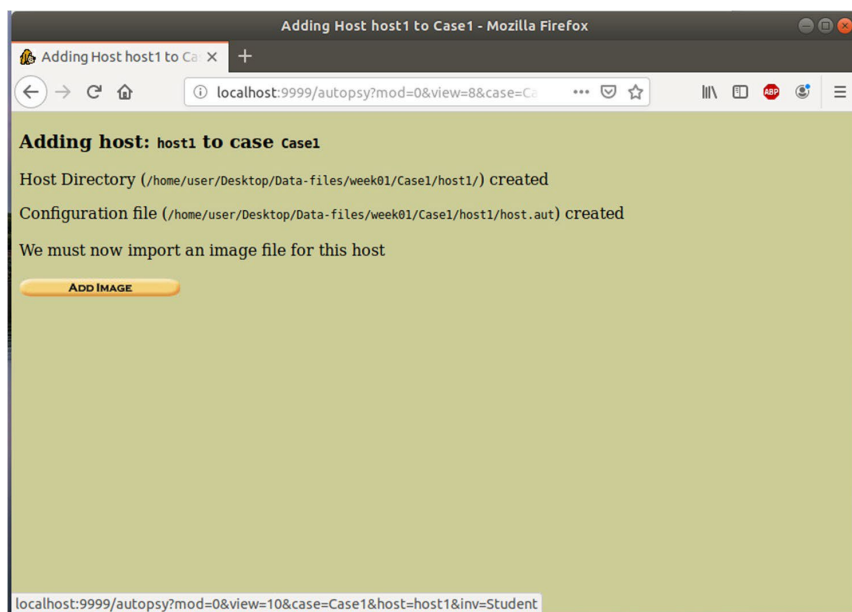 Adding Host host1 to Case1 - Mozilla Firefox
Adding Host host1 to Ca
localhost:9999/autopsy?mod=0&view=8&case=Ca
ABP
Adding host: host1 to case Case1
Host Directory (/home/user/Desktop/Data-files/week01/Case1/host1/) created
Configuration file (/home/user/Desktop/Data-files/week01/Case1/host1/host.aut) created
We must now import an image file for this host
ADD IMAGE
localhost:9999/autopsy?mod=0&view=10&case=Case1&host=host1&inv=Student